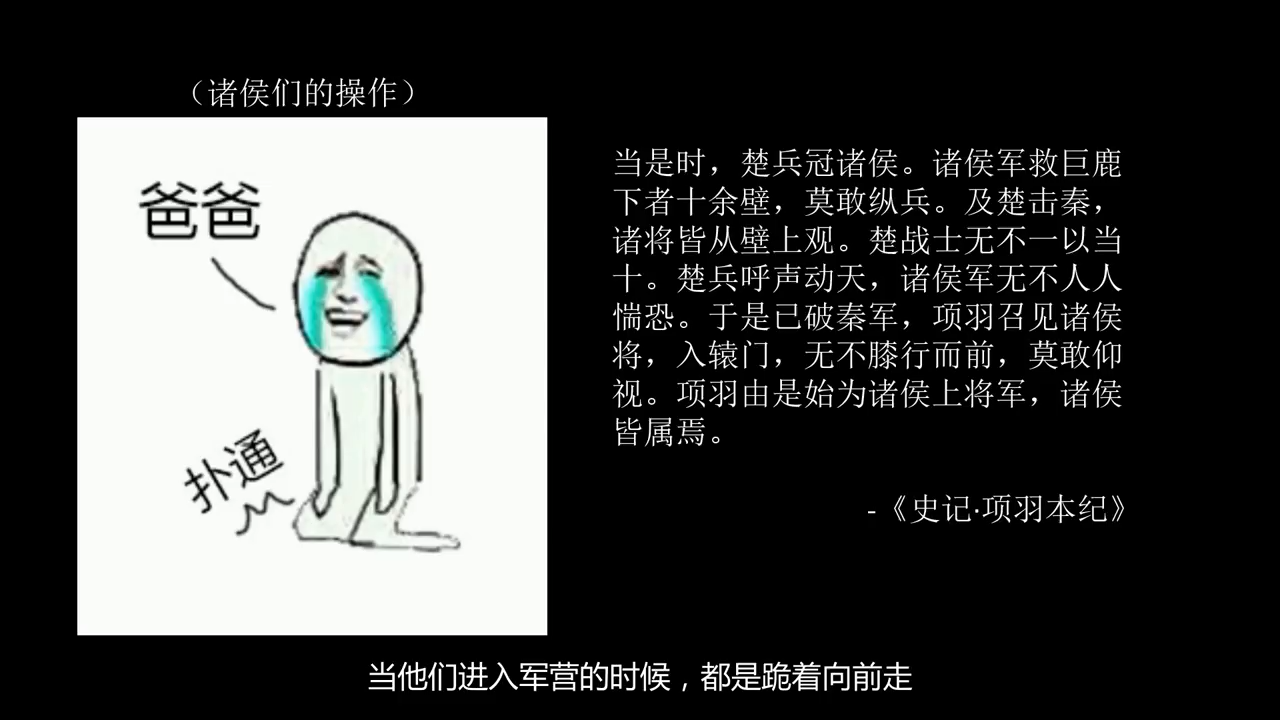 （诸侯们的操作）
爸爸
扑通
当是时，楚兵冠诸侯。诸侯军救巨鹿
下者十余壁，莫敢纵兵。及楚击秦，
诸将皆从壁上观。楚战士无不一以当
十。楚兵呼声动天，诸侯军无不人人
惴恐。于是已破秦军，项羽召见诸侯
将，入辕门，无不膝行而前，莫敢仰
视。项羽由是始为诸侯上将军，诸侯
皆属焉。
-《史记·项羽本纪》
当他们进入军营的时候，都是跪着向前走